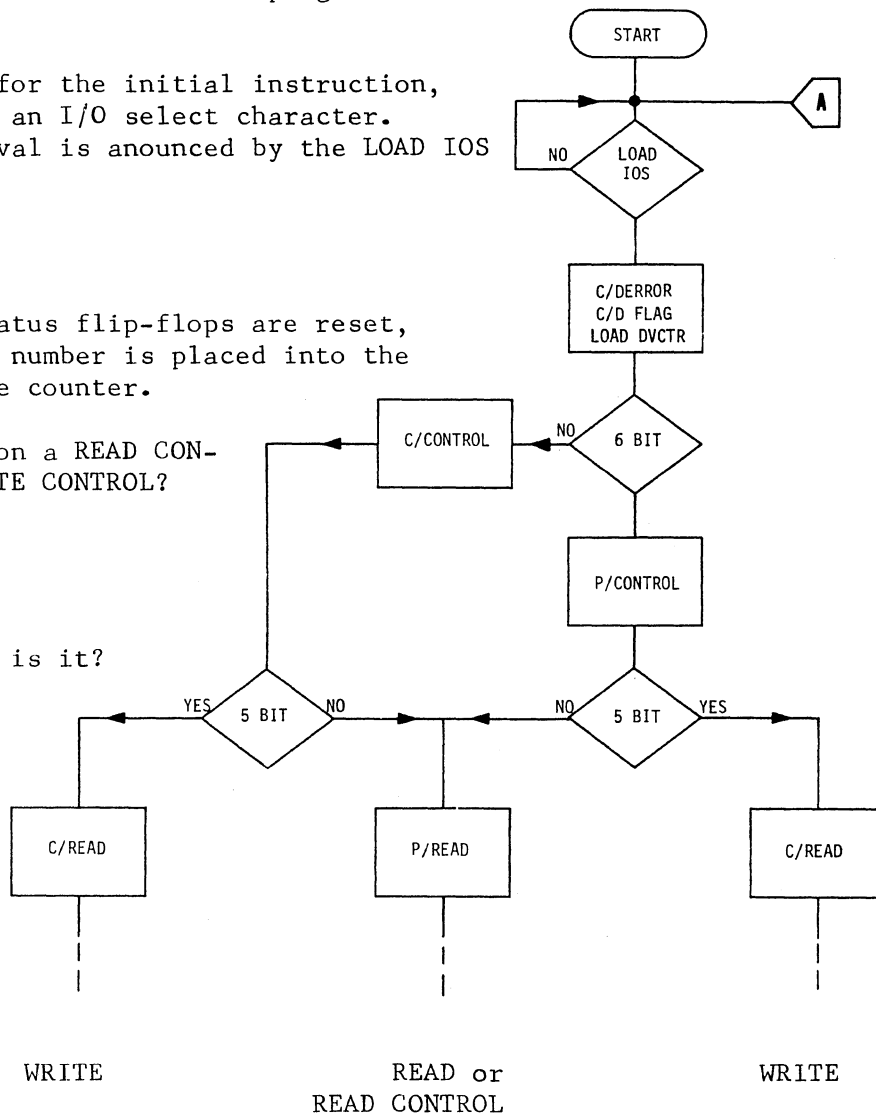 START
for the initial instruction,
an I/O select character.
val is anounced by the LOAD IOS
A
NO
LOAD
IOS
C/DERROR
C/D FLAG
LOAD DVCTR
atus flip-flops are reset,
number is placed into the
e counter.
on a READ CON-
TE CONTROL?
C/CONTROL
NO
6 BIT
P/CONTROL
is it?
YES
5 BIT
NO
NO
5 BIT
YES
C/READ
P/READ
C/READ
WRITE
READ or
READ CONTROL
WRITE